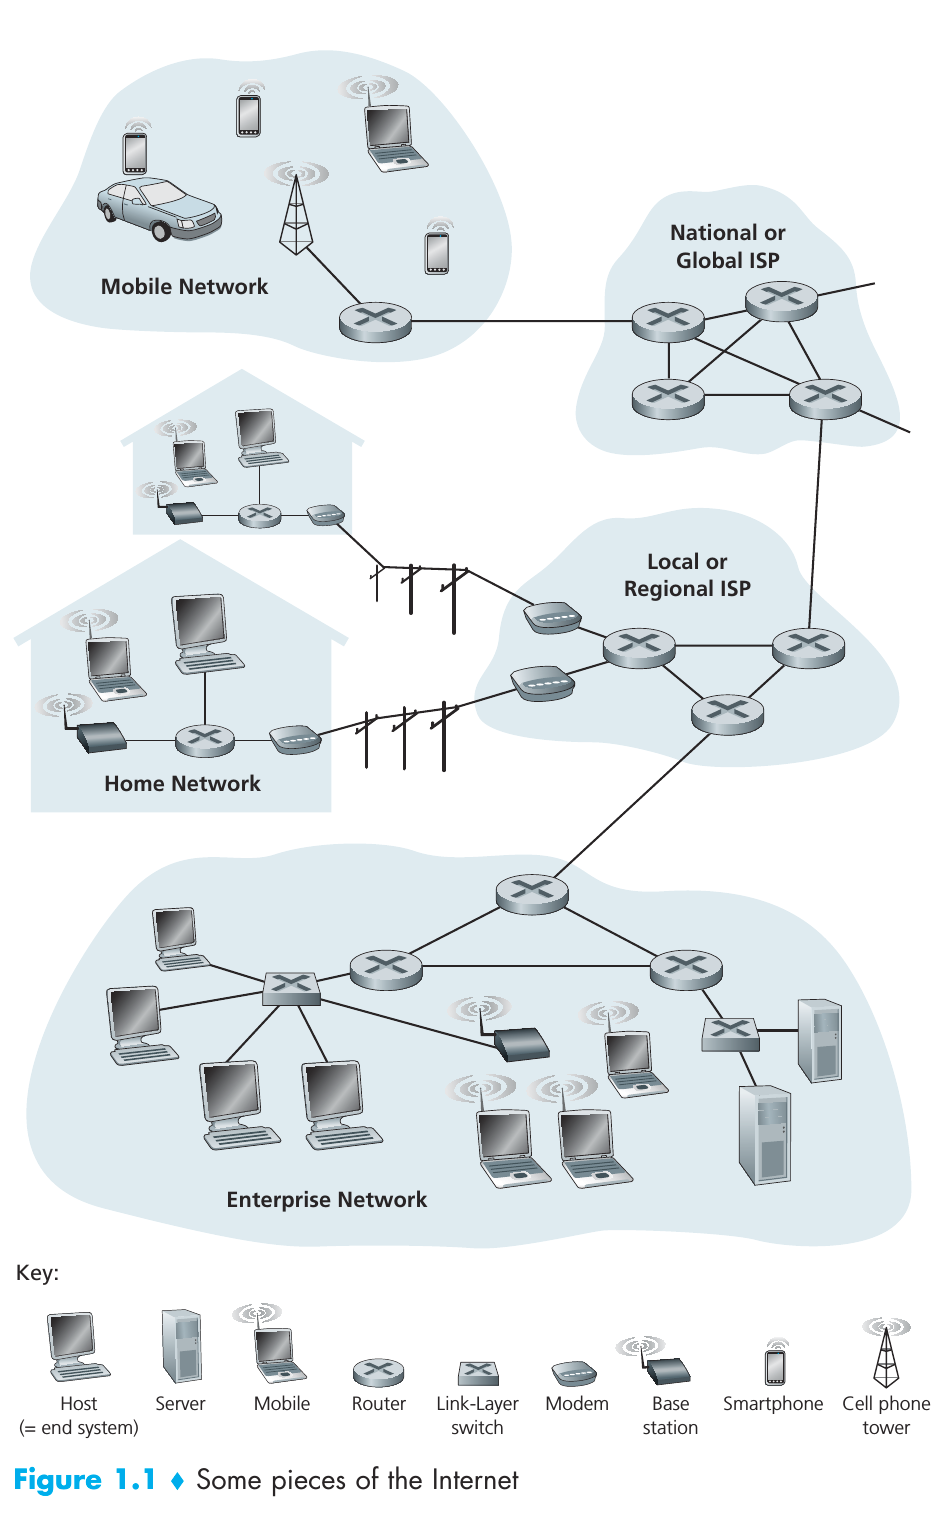 National or
Global ISP
Mobile Network
Local or
Regional ISP
Home Network
Enterprise Network
Key:
Host
(= end system)
Server
Mobile
Router
Link-Layer
switch
Modem
Base
station
Smartphone
Cell phone
tower
Figure 1.1 ♦ Some pieces of the Internet